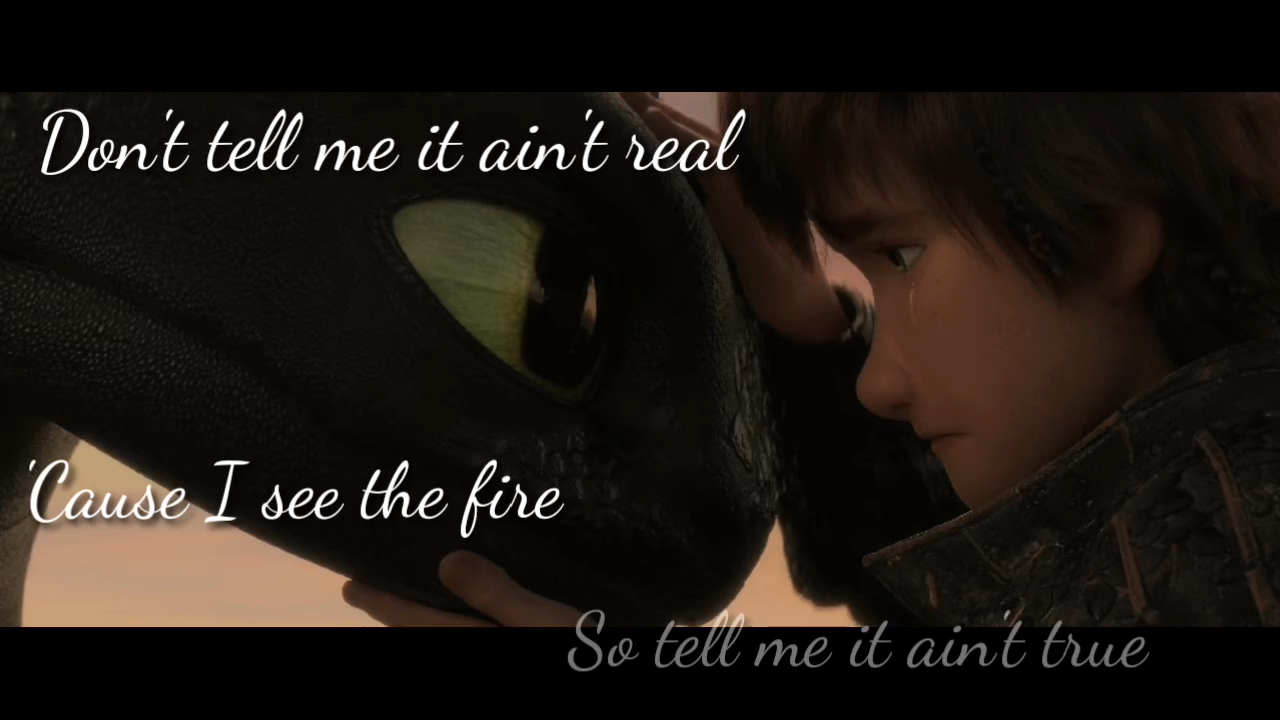 Don't tell me it ain't real
'Cause I see the fire
So tell me it ain't true